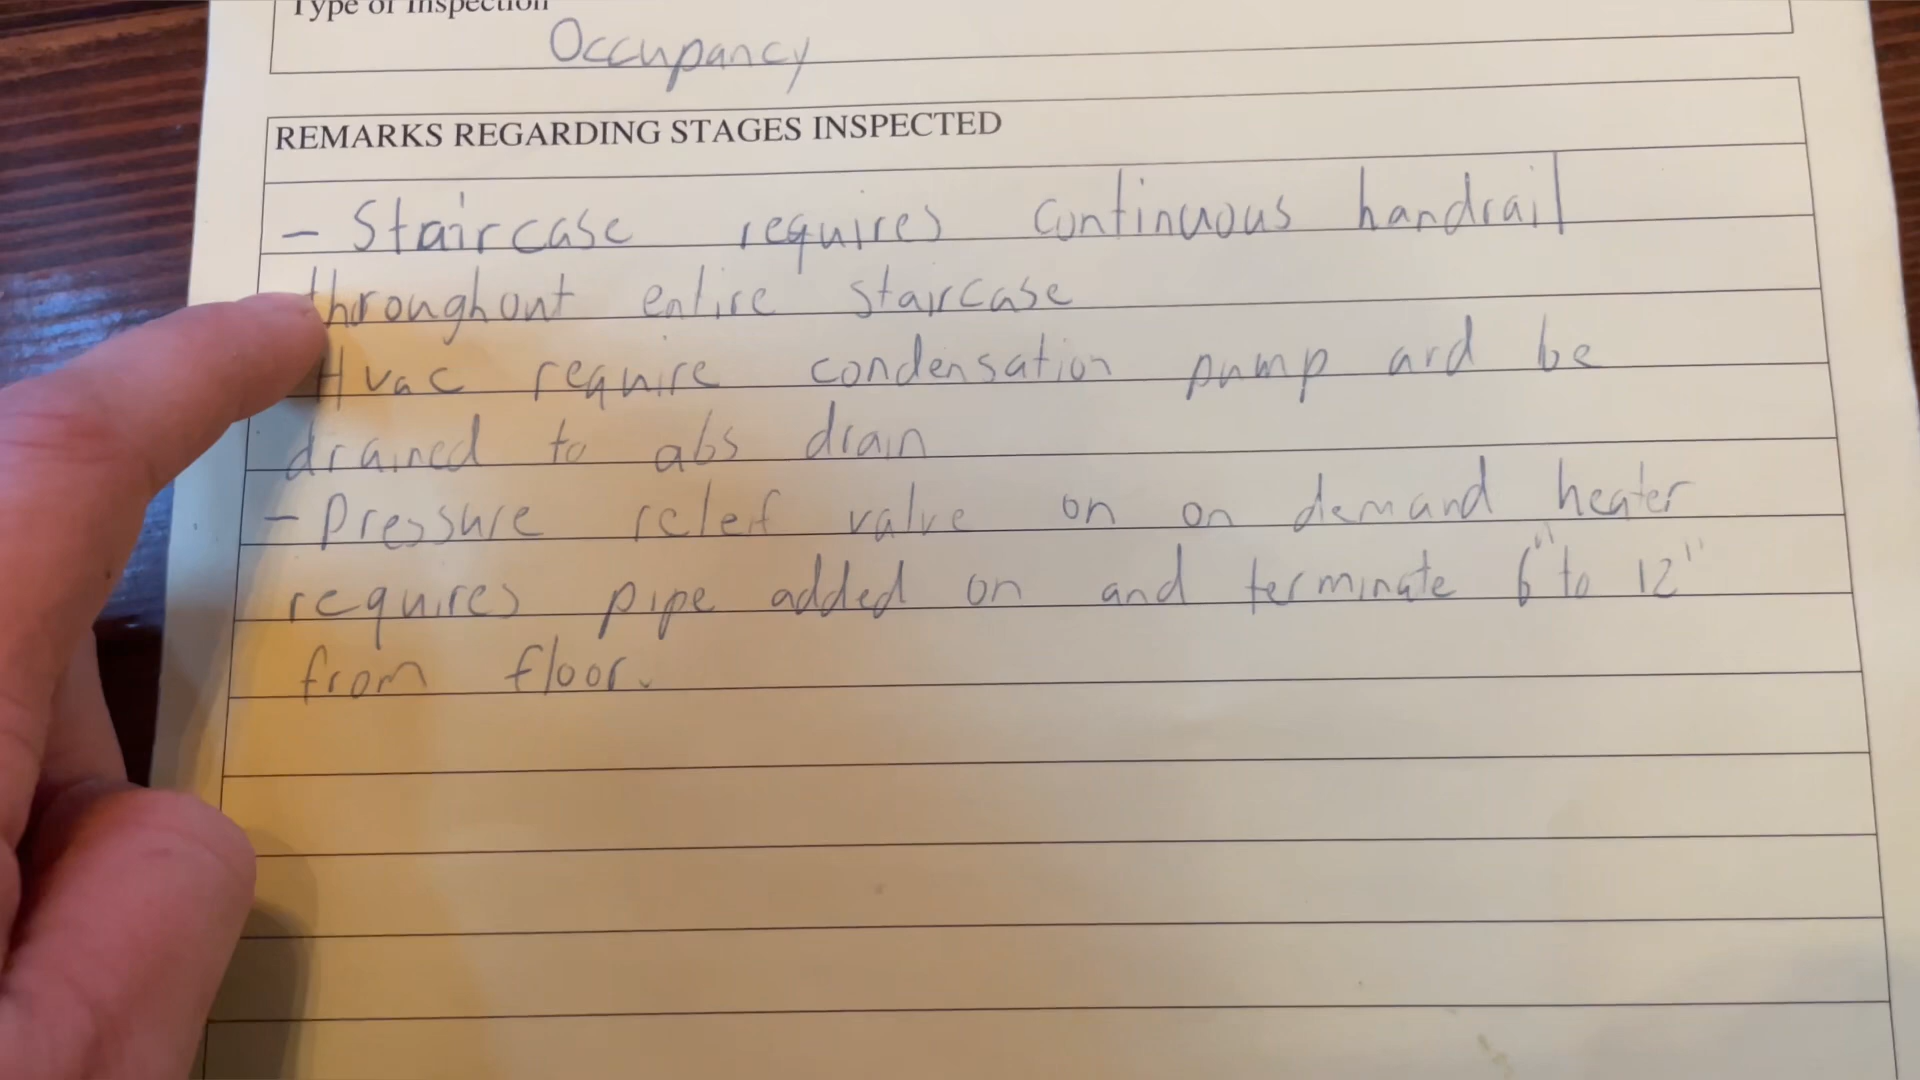 Type of Inspection
Occupancy
REMARKS REGARDING STAGES INSPECTED
- Staircase requires continuous handrail
throughout entire staircase
Hvac require condensation pump and be
drained to abs drain
- Pressure releif valve on on demand heater
requires pipe added on and terminate 6" to 12"
from floor.